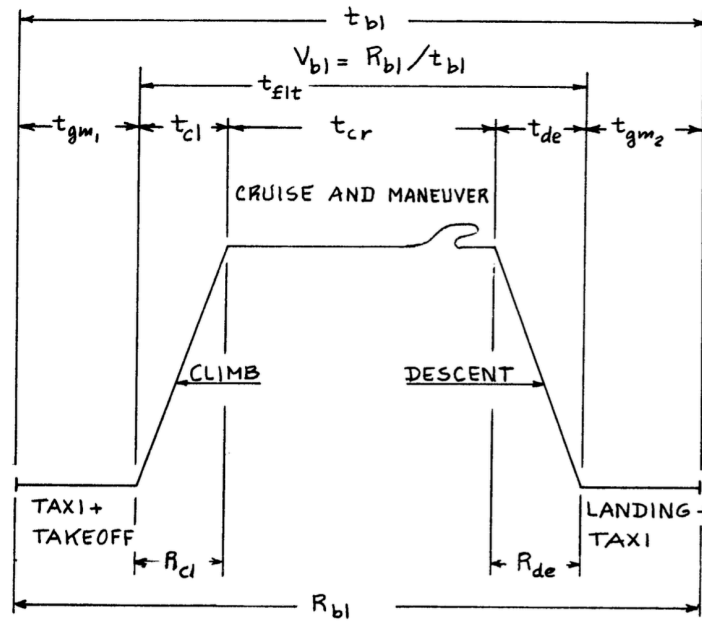 t_bl
V_bl = R_bl / t_bl
t_flt
t_gm₁ t_cl t_cr t_de t_gm₂
CRUISE AND MANEUVER
CLIMB DESCENT
TAXI + LANDING -
TAKEOFF TAXI
R_cl R_de
R_bl